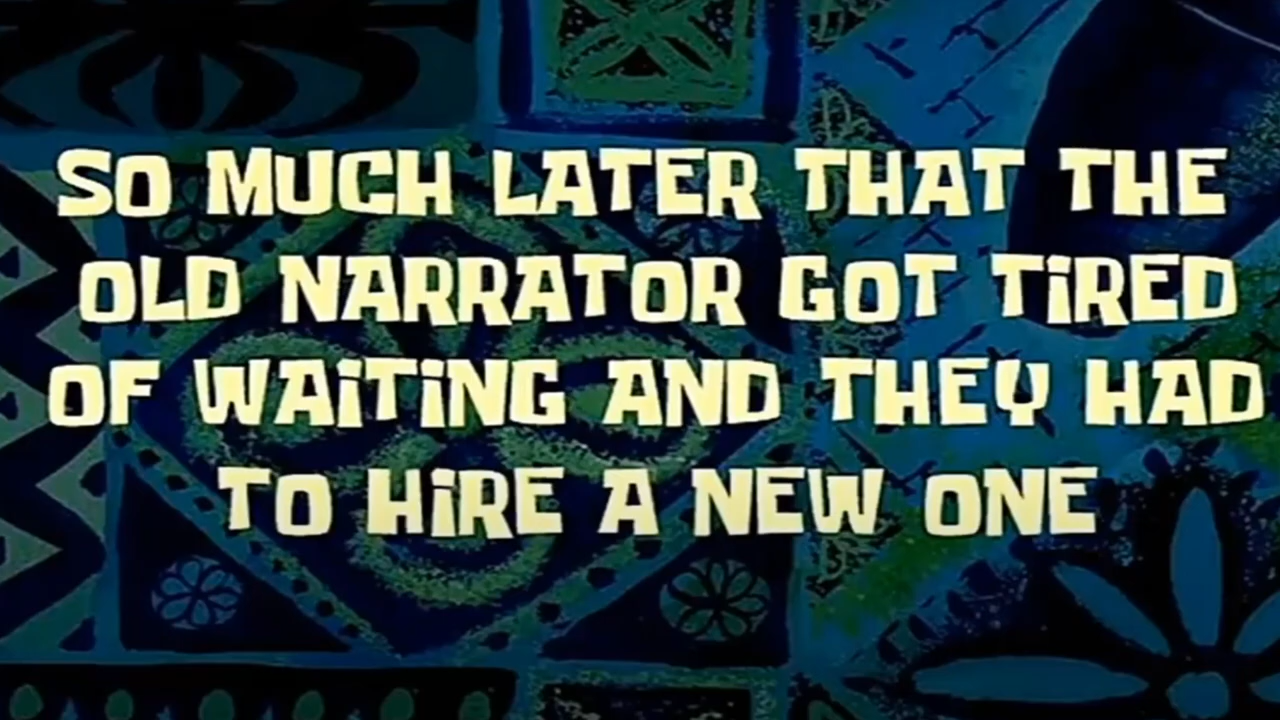 SO MUCH LATER THAT THE
OLD NARRATOR GOT TiRED
OF WAiTiNG AND THEY HAD
TO HiRE A NEW ONE